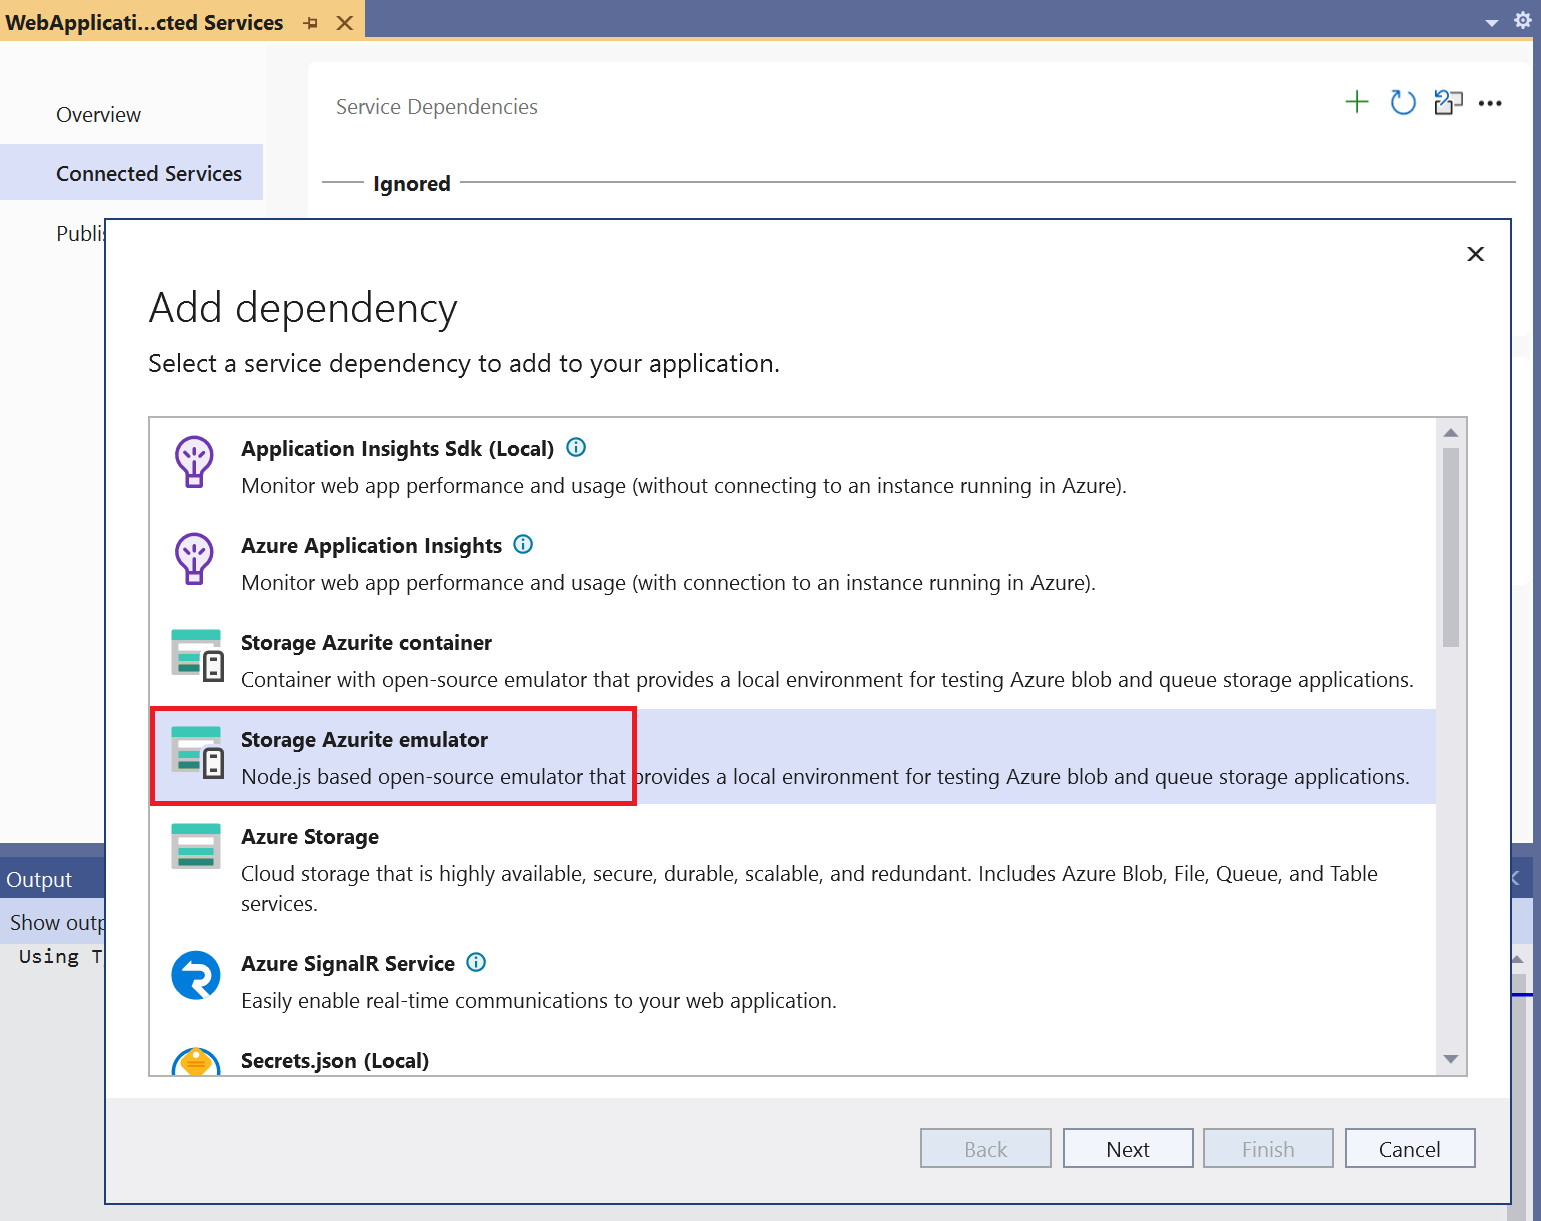 WebApplicati...cted Services
Overview
Connected Services
Service Dependencies
Ignored
Add dependency
Select a service dependency to add to your application.
Application Insights Sdk (Local)
Monitor web app performance and usage (without connecting to an instance running in Azure).
Azure Application Insights
Monitor web app performance and usage (with connection to an instance running in Azure).
Storage Azurite container
Container with open-source emulator that provides a local environment for testing Azure blob and queue storage applications.
Storage Azurite emulator
Node.js based open-source emulator that provides a local environment for testing Azure blob and queue storage applications.
Azure Storage
Cloud storage that is highly available, secure, durable, scalable, and redundant. Includes Azure Blob, File, Queue, and Table
services.
Azure SignalR Service
Easily enable real-time communications to your web application.
Secrets.json (Local)
Output
Show
Using
Back
Next
Finish
Cancel